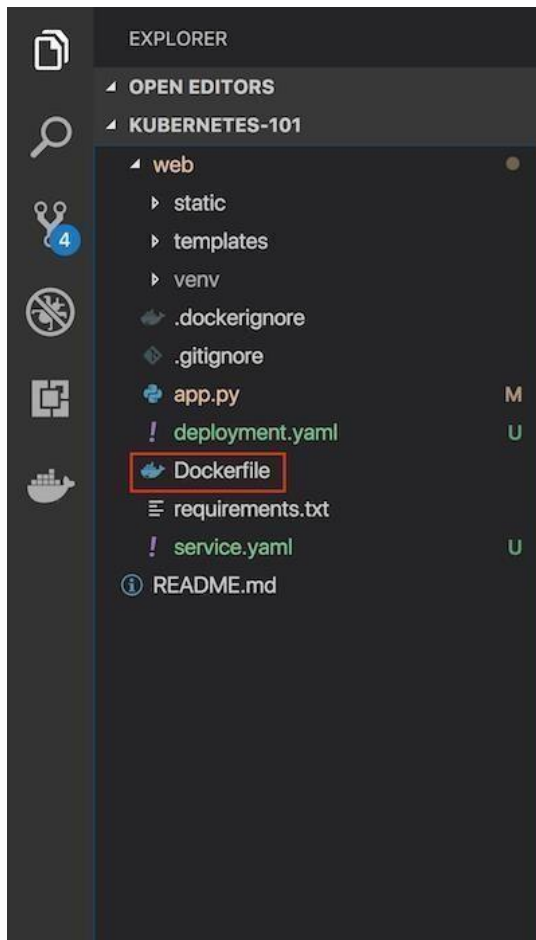 EXPLORER
OPEN EDITORS
KUBERNETES-101
web
static
templates
4
venv
.dockerignore
.gitignore
app.py M
deployment.yaml U
Dockerfile
requirements.txt
service.yaml U
README.md